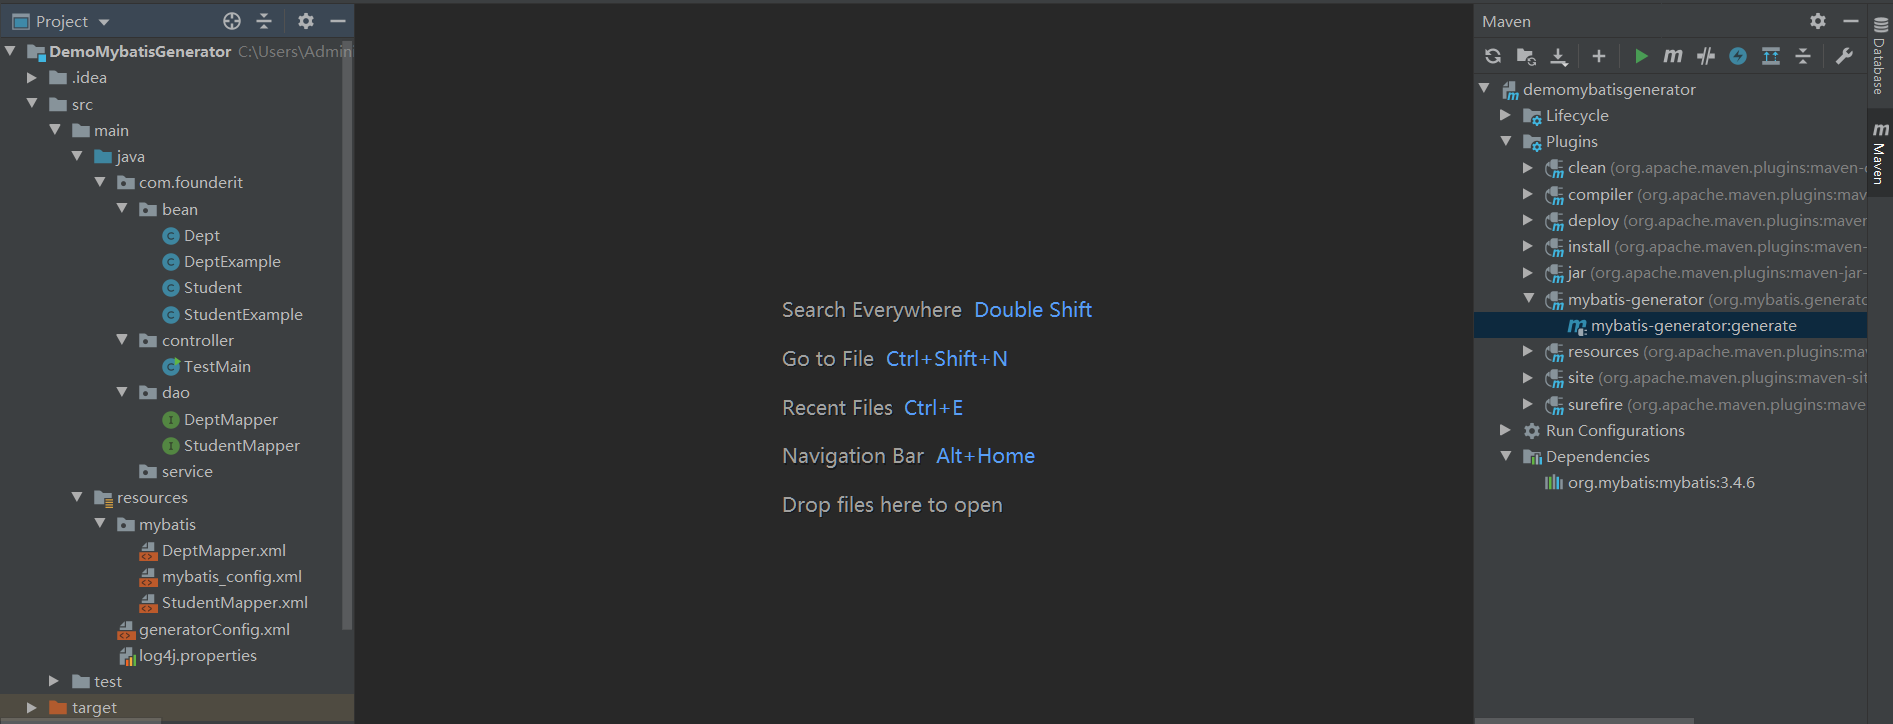 Project
DemoMybatisGenerator C:\Users\Admini
.idea
src
main
java
com.founderit
bean
Dept
DeptExample
Student
StudentExample
controller
TestMain
dao
DeptMapper
StudentMapper
service
resources
mybatis
DeptMapper.xml
mybatis_config.xml
StudentMapper.xml
generatorConfig.xml
log4j.properties
test
target
Search Everywhere Double Shift
Go to File Ctrl+Shift+N
Recent Files Ctrl+E
Navigation Bar Alt+Home
Drop files here to open
Maven
demomybatisgenerator
Lifecycle
Plugins
clean (org.apache.maven.plugins:maven-c
compiler (org.apache.maven.plugins:mav
deploy (org.apache.maven.plugins:maven
install (org.apache.maven.plugins:maven-
jar (org.apache.maven.plugins:maven-jar-
mybatis-generator (org.mybatis.generato
mybatis-generator:generate
resources (org.apache.maven.plugins:ma
site (org.apache.maven.plugins:maven-sit
surefire (org.apache.maven.plugins:mave
Run Configurations
Dependencies
org.mybatis:mybatis:3.4.6
Database
Maven